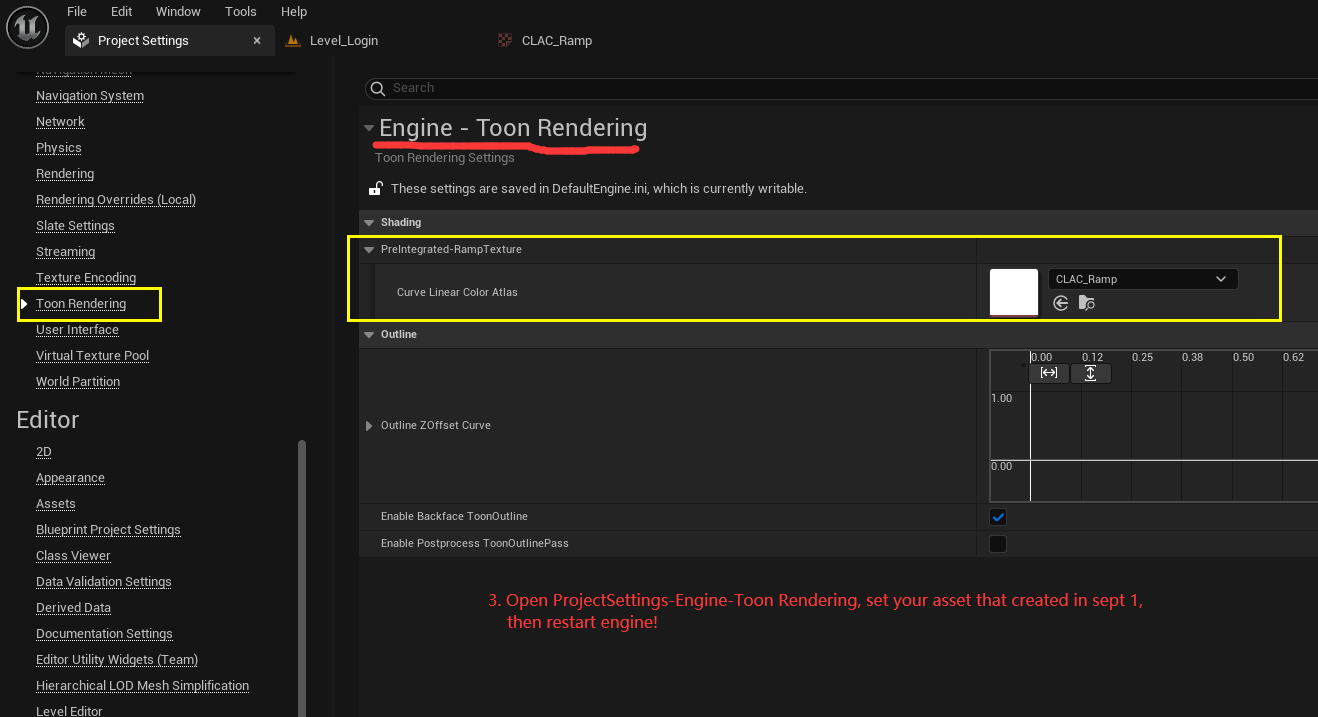 File Edit Window Tools Help
Project Settings Level_Login CLAC_Ramp
Navigation Mesh
Navigation System
Network
Physics
Rendering
Rendering Overrides (Local)
Slate Settings
Streaming
Texture Encoding
Toon Rendering
User Interface
Virtual Texture Pool
World Partition
Editor
2D
Appearance
Assets
Blueprint Project Settings
Class Viewer
Data Validation Settings
Derived Data
Documentation Settings
Editor Utility Widgets (Team)
Hierarchical LOD Mesh Simplification
Level Editor
Search
Engine - Toon Rendering
Toon Rendering Settings
These settings are saved in DefaultEngine.ini, which is currently writable.
Shading
PreIntegrated-RampTexture
Curve Linear Color Atlas CLAC_Ramp
Outline
0.00 0.12 0.25 0.38 0.50 0.62
1.00
Outline ZOffset Curve
0.00
Enable Backface ToonOutline
Enable Postprocess ToonOutlinePass
3. Open ProjectSettings-Engine-Toon Rendering, set your asset that created in sept 1,
then restart engine!